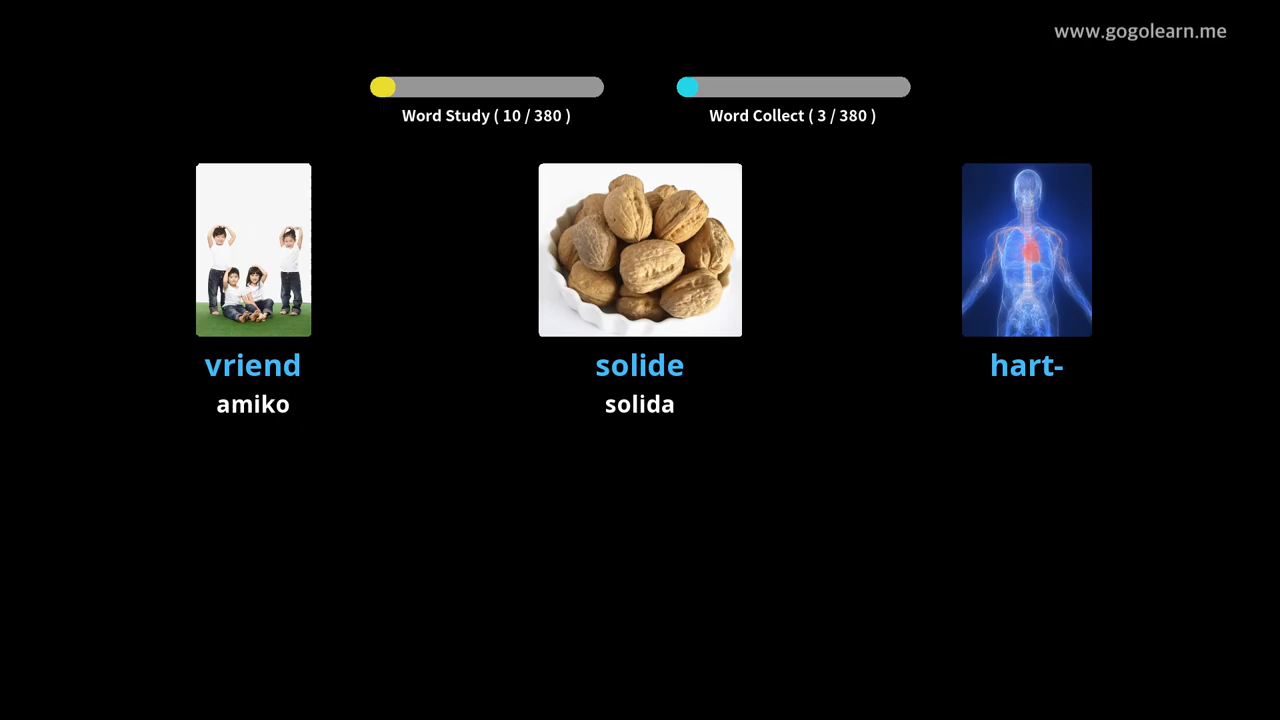 www.gogolearn.me
Word Study ( 10 / 380 )
Word Collect ( 3 / 380 )
vriend
solide
hart-
amiko
solida